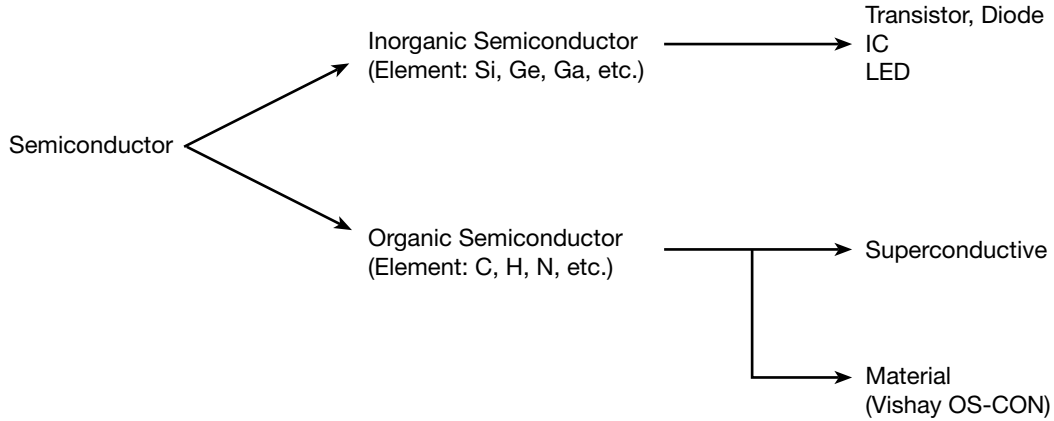 Transistor, Diode
IC
LED
Inorganic Semiconductor
(Element: Si, Ge, Ga, etc.)
Semiconductor
Organic Semiconductor
(Element: C, H, N, etc.)
Superconductive
Material
(Vishay OS-CON)